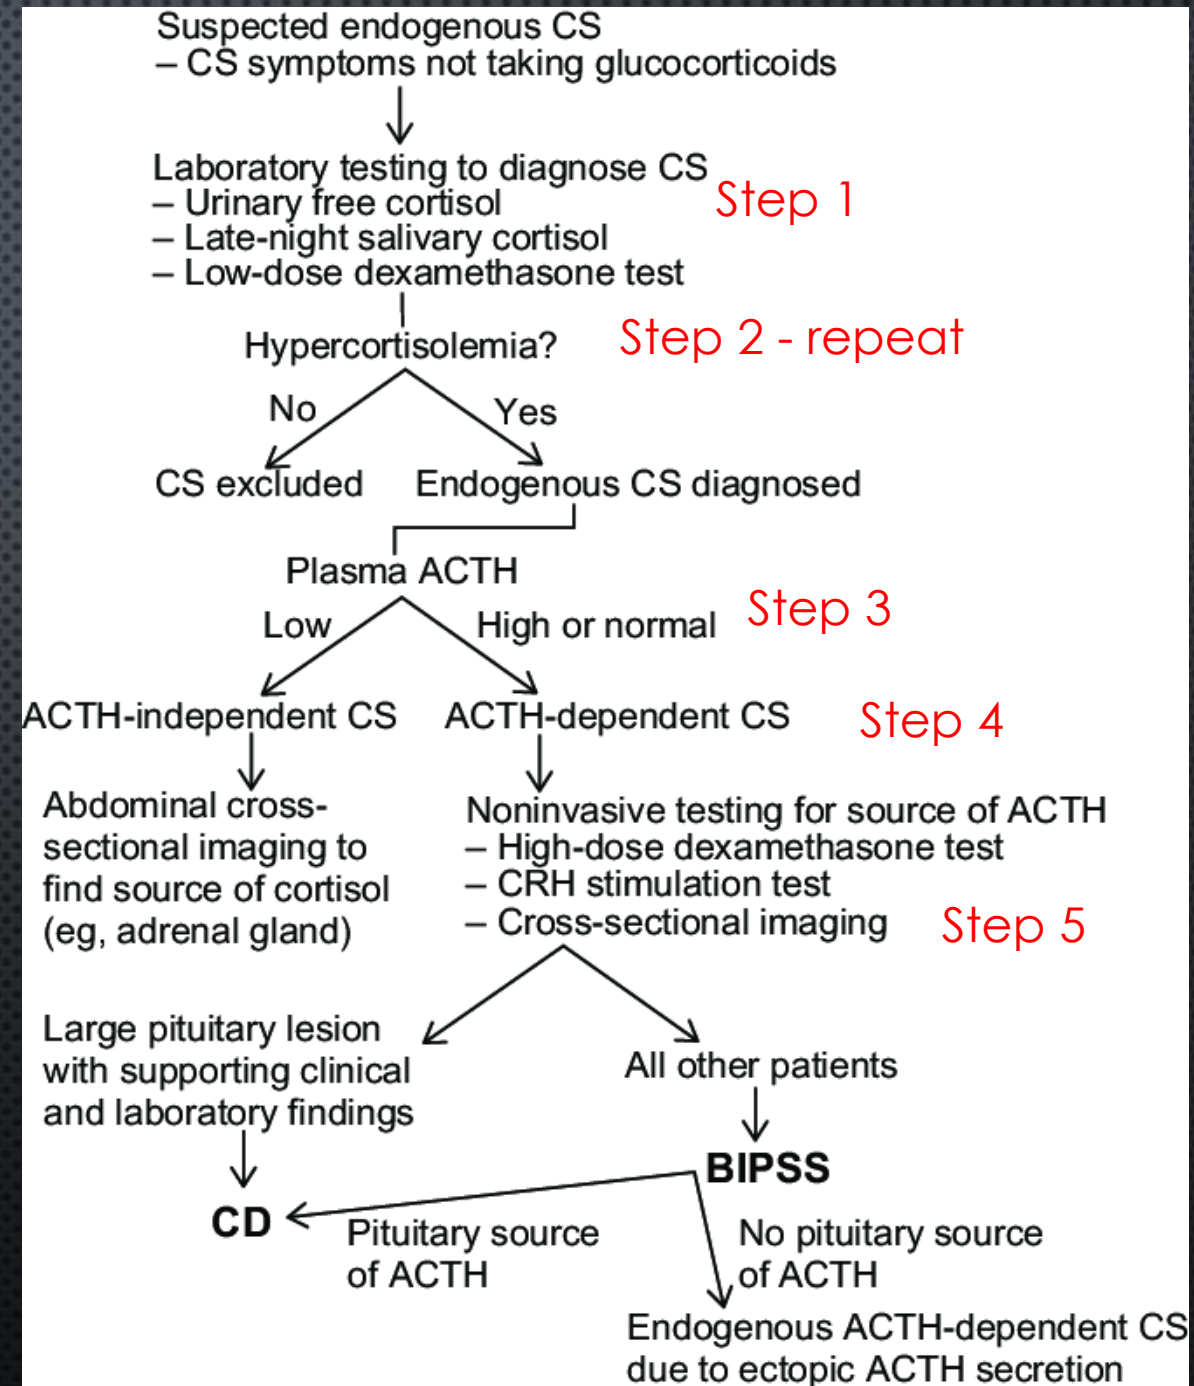 Suspected endogenous CS
– CS symptoms not taking glucocorticoids
Laboratory testing to diagnose CS
– Urinary free cortisol
Step 1
– Late-night salivary cortisol
– Low-dose dexamethasone test
Hypercortisolemia?
Step 2 - repeat
No
Yes
CS excluded
Endogenous CS diagnosed
Plasma ACTH
Low
High or normal
Step 3
ACTH-independent CS
ACTH-dependent CS
Step 4
Abdominal cross-
sectional imaging to
find source of cortisol
(eg, adrenal gland)
Noninvasive testing for source of ACTH
– High-dose dexamethasone test
– CRH stimulation test
– Cross-sectional imaging
Step 5
Large pituitary lesion
with supporting clinical
and laboratory findings
All other patients
BIPSS
CD
Pituitary source
of ACTH
No pituitary source
of ACTH
Endogenous ACTH-dependent CS
due to ectopic ACTH secretion